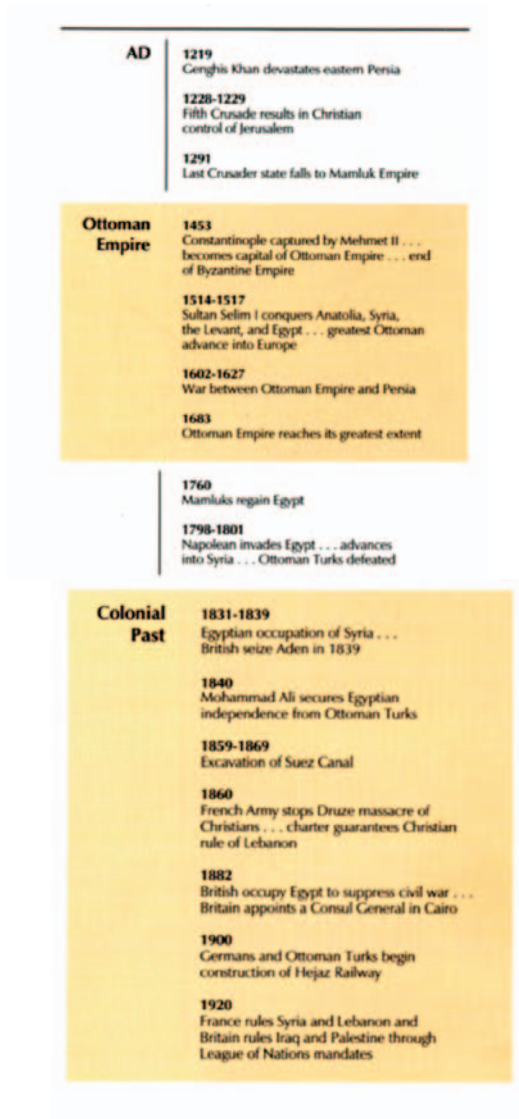 AD
1219
Genghis Khan devastates eastern Persia
1228-1229
Fifth Crusade results in Christian
control of Jerusalem
1291
Last Crusader state falls to Mamluk Empire
Ottoman
Empire
1453
Constantinople captured by Mehmet II . . .
becomes capital of Ottoman Empire . . . end
of Byzantine Empire
1514-1517
Sultan Selim I conquers Anatolia, Syria,
the Levant, and Egypt . . . greatest Ottoman
advance into Europe
1602-1627
War between Ottoman Empire and Persia
1683
Ottoman Empire reaches its greatest extent
1760
Mamluks regain Egypt
1798-1801
Napolean invades Egypt . . . advances
into Syria . . . Ottoman Turks defeated
Colonial
Past
1831-1839
Egyptian occupation of Syria . . .
British seize Aden in 1839
1840
Mohammad Ali secures Egyptian
independence from Ottoman Turks
1859-1869
Excavation of Suez Canal
1860
French Army stops Druze massacre of
Christians . . . charter guarantees Christian
rule of Lebanon
1882
British occupy Egypt to suppress civil war . . .
Britain appoints a Consul General in Cairo
1900
Germans and Ottoman Turks begin
construction of Hejaz Railway
1920
France rules Syria and Lebanon and
Britain rules Iraq and Palestine through
League of Nations mandates